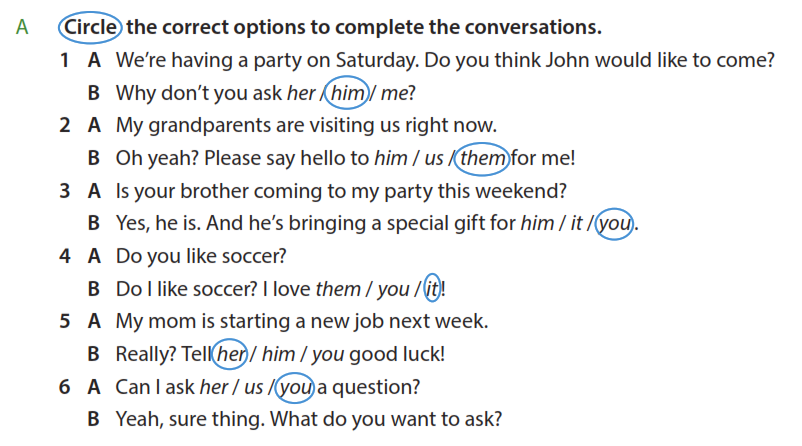 A Circle the correct options to complete the conversations.
1 A We're having a party on Saturday. Do you think John would like to come?
B Why don't you ask her / him / me?
2 A My grandparents are visiting us right now.
B Oh yeah? Please say hello to him / us / them for me!
3 A Is your brother coming to my party this weekend?
B Yes, he is. And he's bringing a special gift for him / it / you.
4 A Do you like soccer?
B Do I like soccer? I love them / you / it!
5 A My mom is starting a new job next week.
B Really? Tell her / him / you good luck!
6 A Can I ask her / us / you a question?
B Yeah, sure thing. What do you want to ask?